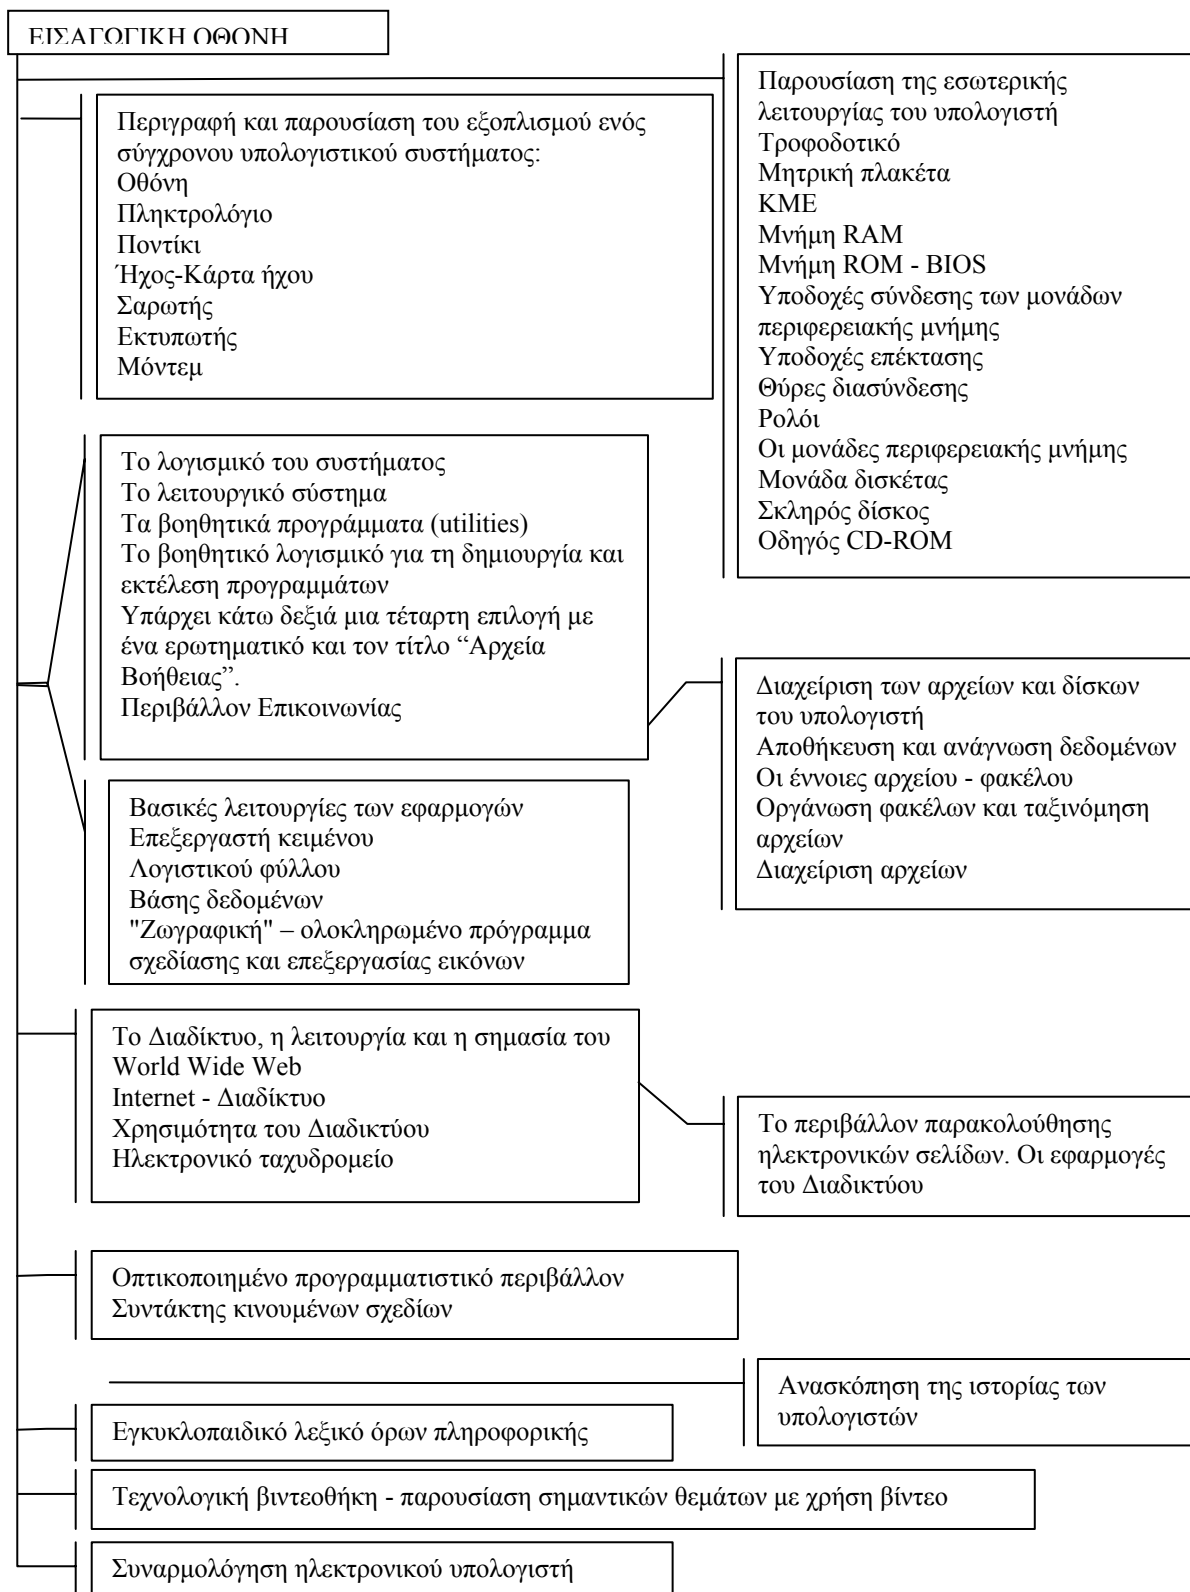 ΕΙΣΑΓΩΓΙΚΗ ΟΘΟΝΗ
Παρουσίαση της εσωτερικής
λειτουργίας του υπολογιστή
Τροφοδοτικό
Μητρική πλακέτα
ΚΜΕ
Μνήμη RAM
Μνήμη ROM - BIOS
Υποδοχές σύνδεσης των μονάδων
περιφερειακής μνήμης
Υποδοχές επέκτασης
Θύρες διασύνδεσης
Ρολόι
Οι μονάδες περιφερειακής μνήμης
Μονάδα δισκέτας
Σκληρός δίσκος
Οδηγός CD-ROM
Περιγραφή και παρουσίαση του εξοπλισμού ενός
σύγχρονου υπολογιστικού συστήματος:
Οθόνη
Πληκτρολόγιο
Ποντίκι
Ήχος-Κάρτα ήχου
Σαρωτής
Εκτυπωτής
Μόντεμ
Το λογισμικό του συστήματος
Το λειτουργικό σύστημα
Τα βοηθητικά προγράμματα (utilities)
Το βοηθητικό λογισμικό για τη δημιουργία και
εκτέλεση προγραμμάτων
Υπάρχει κάτω δεξιά μια τέταρτη επιλογή με
ένα ερωτηματικό και τον τίτλο “Αρχεία
Βοήθειας”.
Περιβάλλον Επικοινωνίας
Διαχείριση των αρχείων και δίσκων
του υπολογιστή
Αποθήκευση και ανάγνωση δεδομένων
Οι έννοιες αρχείου - φακέλου
Οργάνωση φακέλων και ταξινόμηση
αρχείων
Διαχείριση αρχείων
Βασικές λειτουργίες των εφαρμογών
Επεξεργαστή κειμένου
Λογιστικού φύλλου
Βάσης δεδομένων
"Ζωγραφική" – ολοκληρωμένο πρόγραμμα
σχεδίασης και επεξεργασίας εικόνων
Το Διαδίκτυο, η λειτουργία και η σημασία του
World Wide Web
Internet - Διαδίκτυο
Χρησιμότητα του Διαδικτύου
Ηλεκτρονικό ταχυδρομείο
Το περιβάλλον παρακολούθησης
ηλεκτρονικών σελίδων. Οι εφαρμογές
του Διαδικτύου
Οπτικοποιημένο προγραμματιστικό περιβάλλον
Συντάκτης κινουμένων σχεδίων
Ανασκόπηση της ιστορίας των
υπολογιστών
Εγκυκλοπαιδικό λεξικό όρων πληροφορικής
Τεχνολογική βιντεοθήκη - παρουσίαση σημαντικών θεμάτων με χρήση βίντεο
Συναρμολόγηση ηλεκτρονικού υπολογιστή